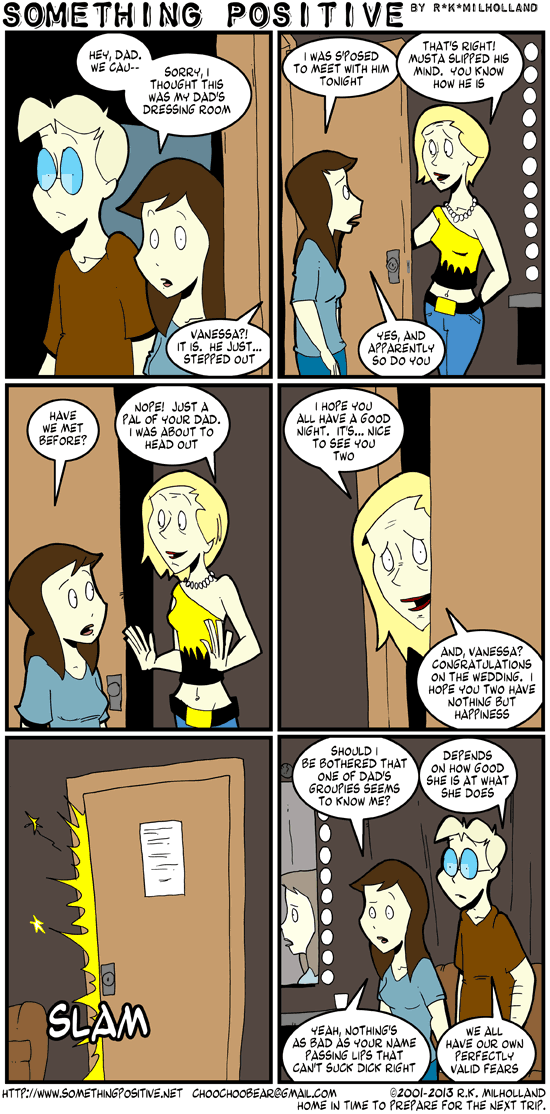 SOMETHING POSITIVE BY R*K*MILHOLLAND
HEY, DAD.
WE CAU--
SORRY, I
THOUGHT THIS
WAS MY DAD'S
DRESSING ROOM
VANESSA?!
IT IS. HE JUST...
STEPPED OUT
I WAS S'POSED
TO MEET WITH HIM
TONIGHT
THAT'S RIGHT!
MUSTA SLIPPED HIS
MIND. YOU KNOW
HOW HE IS
YES, AND
APPARENTLY
SO DO YOU
HAVE
WE MET
BEFORE?
NOPE! JUST A
PAL OF YOUR DAD.
I WAS ABOUT TO
HEAD OUT
I HOPE YOU
ALL HAVE A GOOD
NIGHT. IT'S... NICE
TO SEE YOU
TWO
AND, VANESSA?
CONGRATULATIONS
ON THE WEDDING. I
HOPE YOU TWO HAVE
NOTHING BUT
HAPPINESS
SLAM
SHOULD I
BE BOTHERED THAT
ONE OF DAD'S
GROUPIES SEEMS
TO KNOW ME?
DEPENDS
ON HOW GOOD
SHE IS AT WHAT
SHE DOES
YEAH, NOTHING'S
AS BAD AS YOUR NAME
PASSING LIPS THAT
CAN'T SUCK DICK RIGHT
WE ALL
HAVE OUR OWN
PERFECTLY
VALID FEARS
HTTP://WWW.SOMETHINGPOSITIVE.NET CHOOCHOOBEAR@GMAIL.COM ©2001-2013 R.K. MILHOLLAND
HOME IN TIME TO PREPARE FOR THE NEXT TRIP.